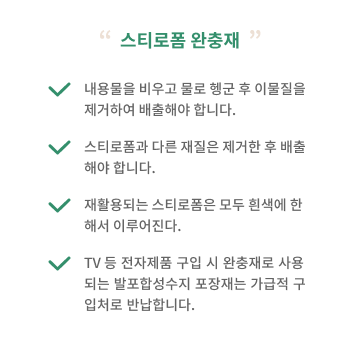 “ 스티로폼 완충재 ”
내용물을 비우고 물로 헹군 후 이물질을
제거하여 배출해야 합니다.
스티로폼과 다른 재질은 제거한 후 배출
해야 합니다.
재활용되는 스티로폼은 모두 흰색에 한
해서 이루어진다.
TV 등 전자제품 구입 시 완충재로 사용
되는 발포합성수지 포장재는 가급적 구
입처로 반납합니다.